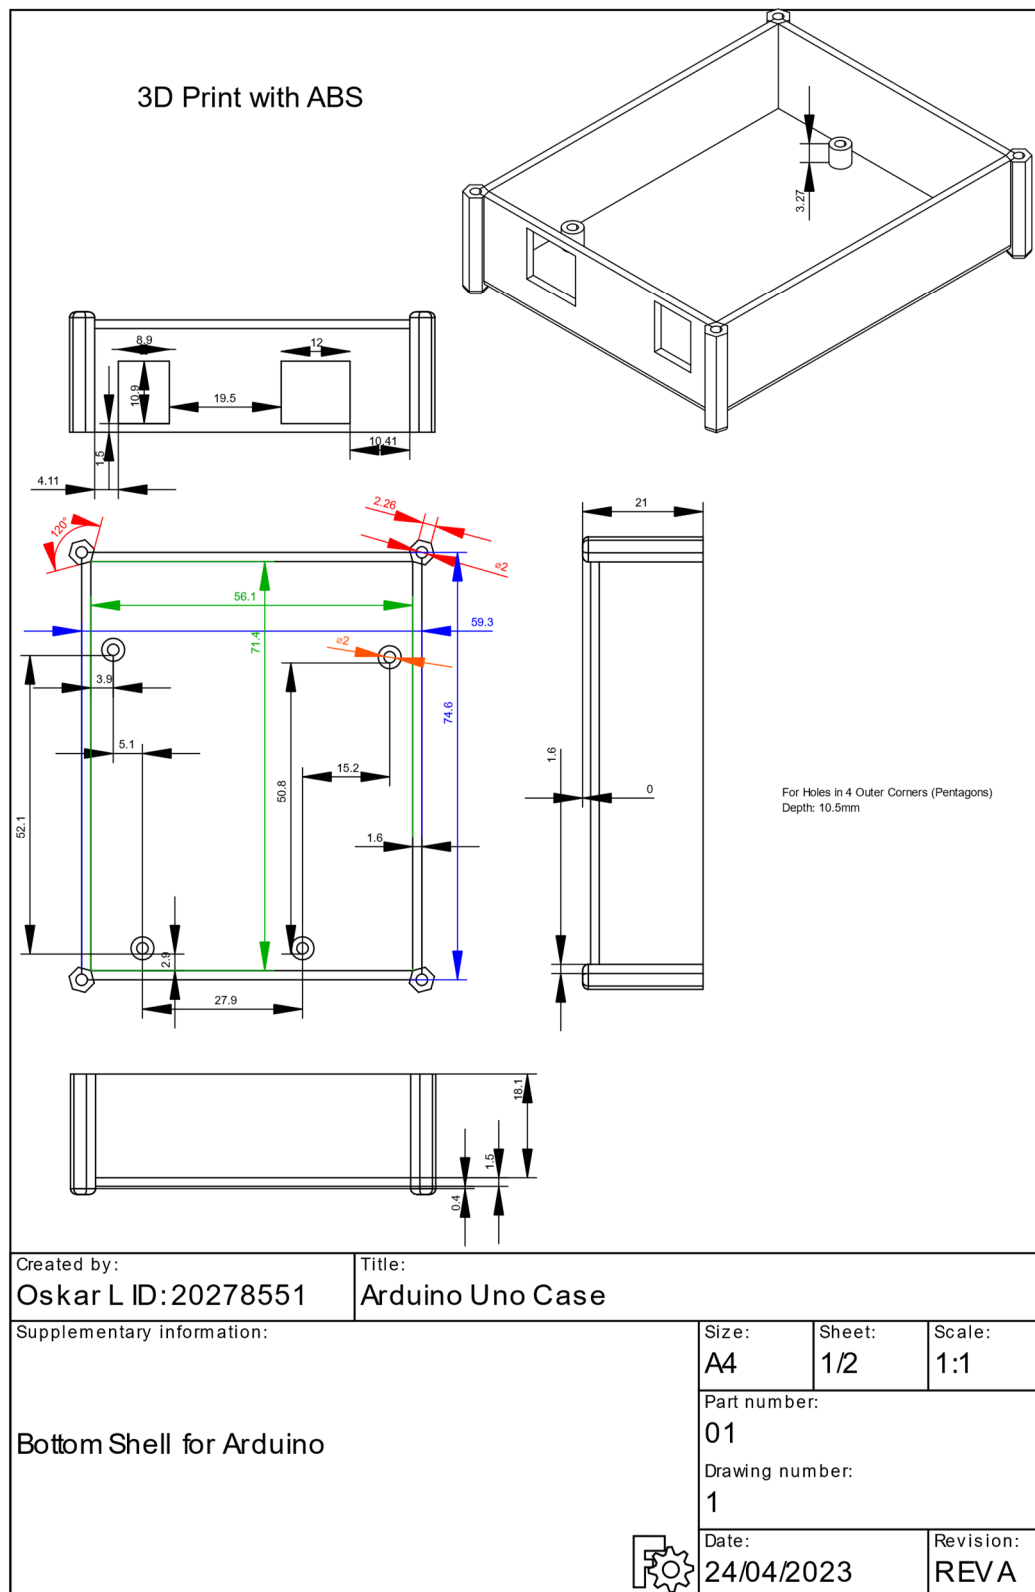 3D Print with ABS
3.27
8.9
12
10.9
19.5
1.5
10.41
4.11
120°
2.26
⌀2
21
56.1
59.3
71.4
⌀2
3.9
74.6
5.1
15.2
50.8
52.1
1.6
0
1.6
For Holes in 4 Outer Corners (Pentagons)
Depth: 10.5mm
2.9
27.9
18.1
1.5
0.4
Created by:
Oskar L ID:20278551
Title:
Arduino Uno Case
Supplementary information:
Bottom Shell for Arduino
Size:
A4
Sheet:
1/2
Scale:
1:1
Part number:
01
Drawing number:
1
Date:
24/04/2023
Revision:
REV A